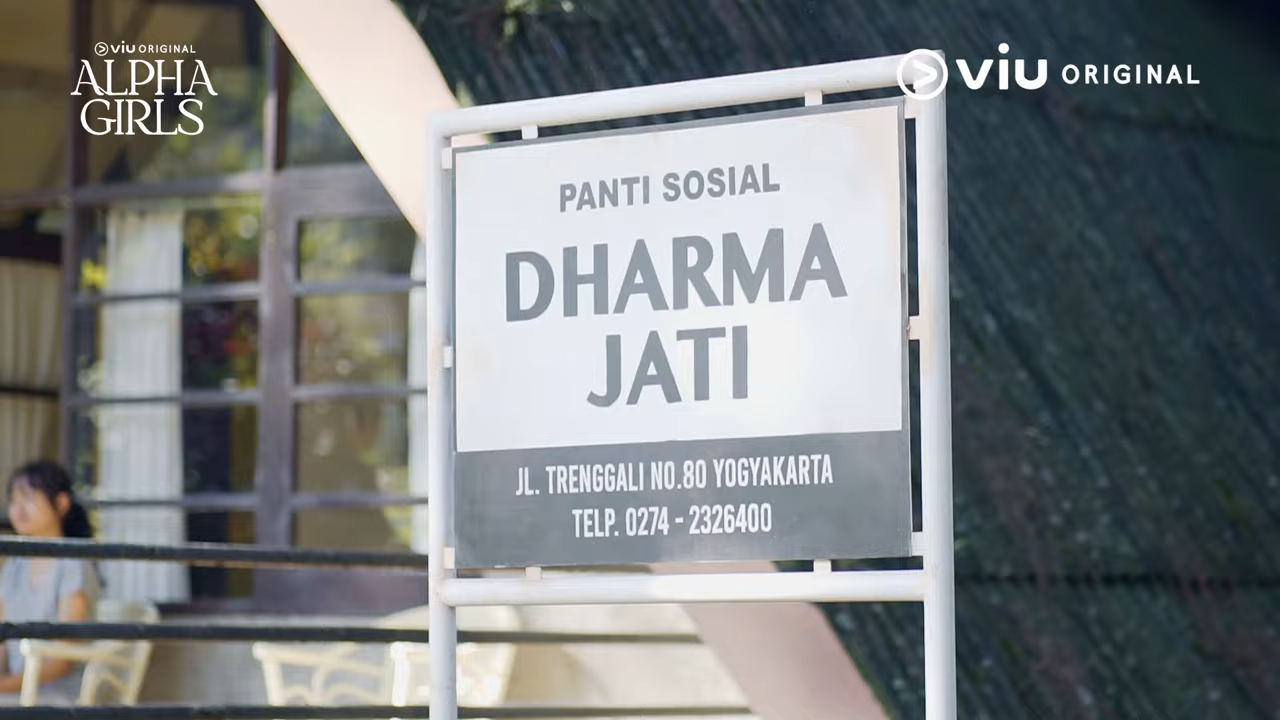 viu ORIGINAL
ALPHA
GIRLS
viu ORIGINAL
PANTI SOSIAL
DHARMA
JATI
JL. TRENGGALI NO.80 YOGYAKARTA
TELP. 0274 - 2326400